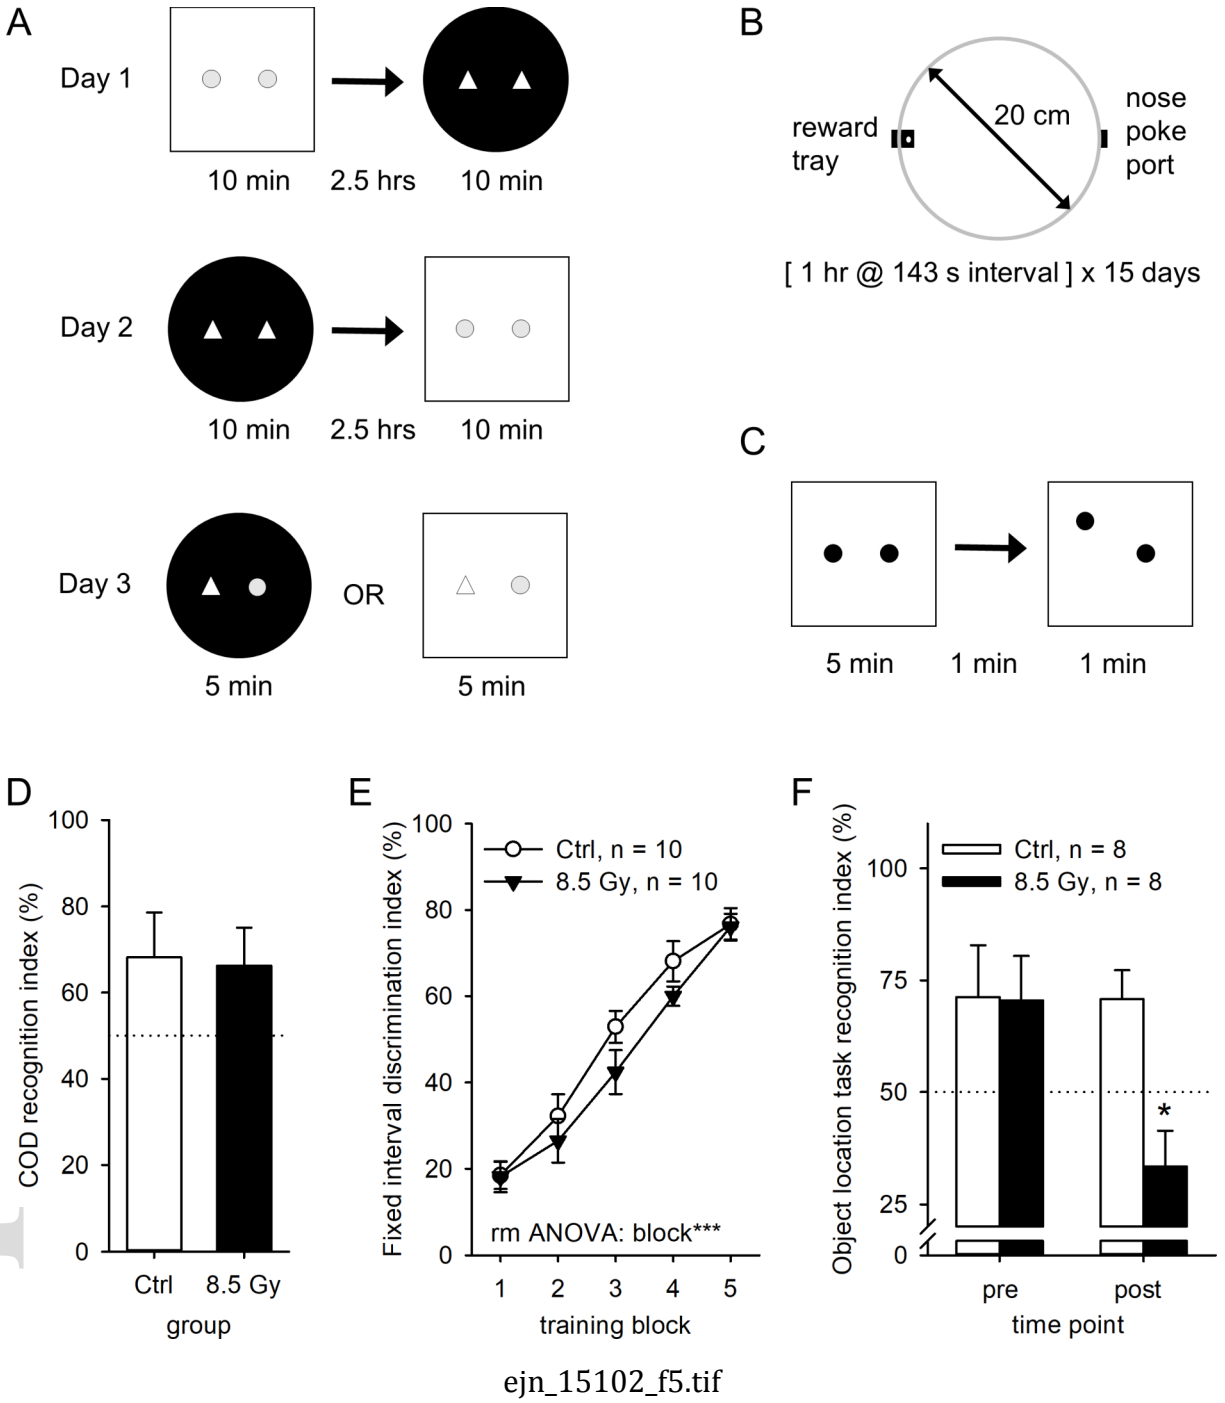 A
Day 1
10 min 2.5 hrs 10 min
Day 2
10 min 2.5 hrs 10 min
Day 3
OR
5 min 5 min
B
reward
tray
20 cm
nose
poke
port
[ 1 hr @ 143 s interval ] x 15 days
C
5 min 1 min 1 min
D
COD recognition index (%)
100
80
60
40
20
0
Ctrl 8.5 Gy
group
E
Fixed interval discrimination index (%)
100
80
60
40
20
0
Ctrl, n = 10
8.5 Gy, n = 10
rm ANOVA: block***
1 2 3 4 5
training block
F
Object location task recognition index (%)
100
75
50
25
0
Ctrl, n = 8
8.5 Gy, n = 8
*
pre post
time point
ejn_15102_f5.tif